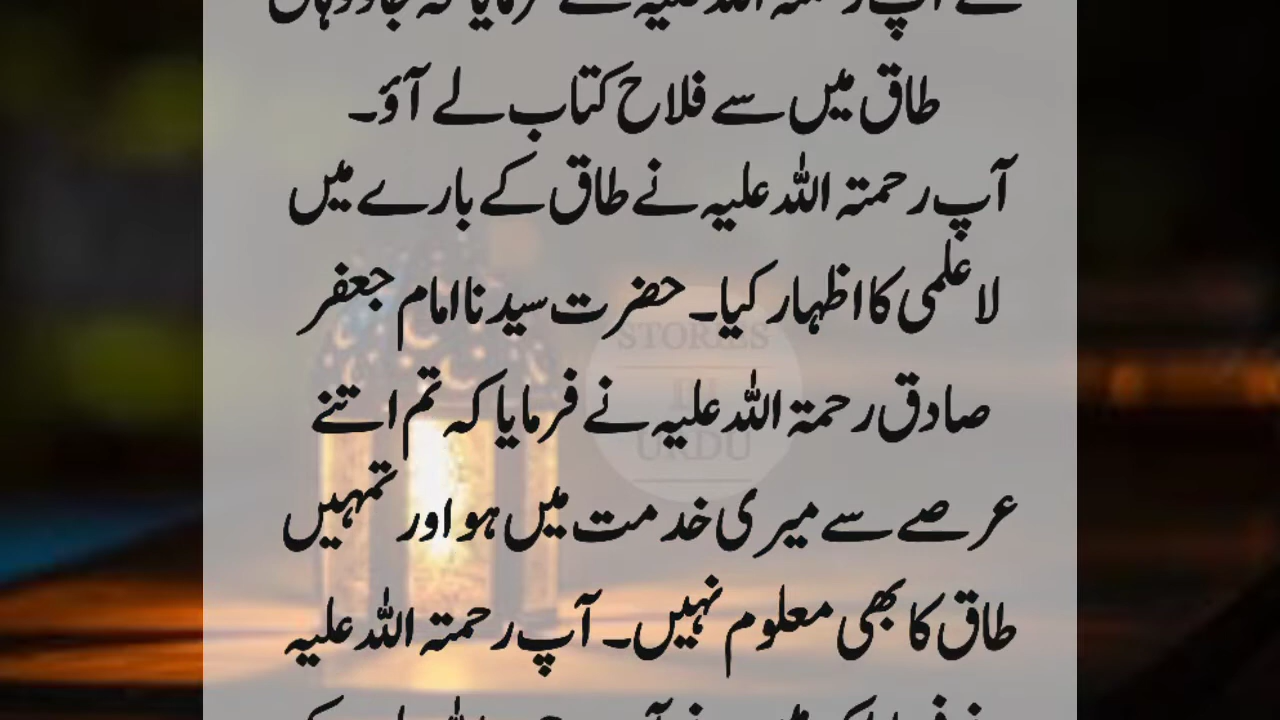 طاق میں سے فلاح کتاب لے آؤ۔
آپ رحمتہ اللہ علیہ نے طاق کے بارے میں
لاعلمی کا اظہار کیا۔ حضرت سیدنا امام جعفر
صادق رحمتہ اللہ علیہ نے فرمایا کہ تم اتنے
عرصے سے میری خدمت میں ہو اور تمہیں
طاق کا بھی معلوم نہیں۔ آپ رحمتہ اللہ علیہ
STORIES
URDU